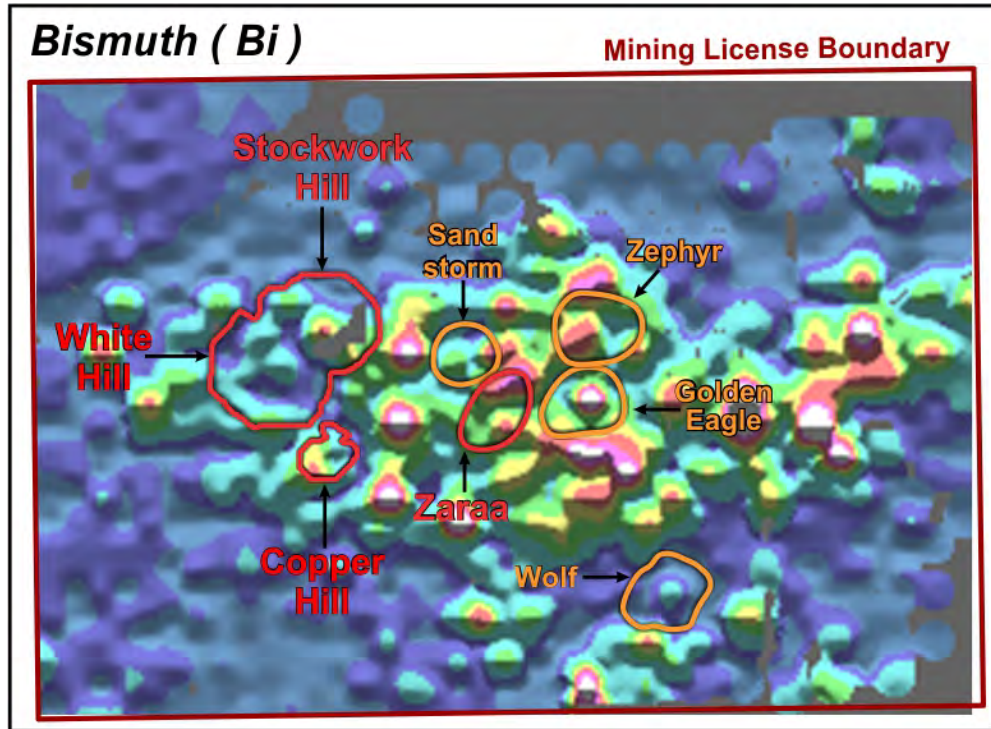 Bismuth ( Bi )
Mining License Boundary
Stockwork
Hill
Sand
storm
Zephyr
White
Hill
Golden
Eagle
Zaraa
Copper
Hill
Wolf